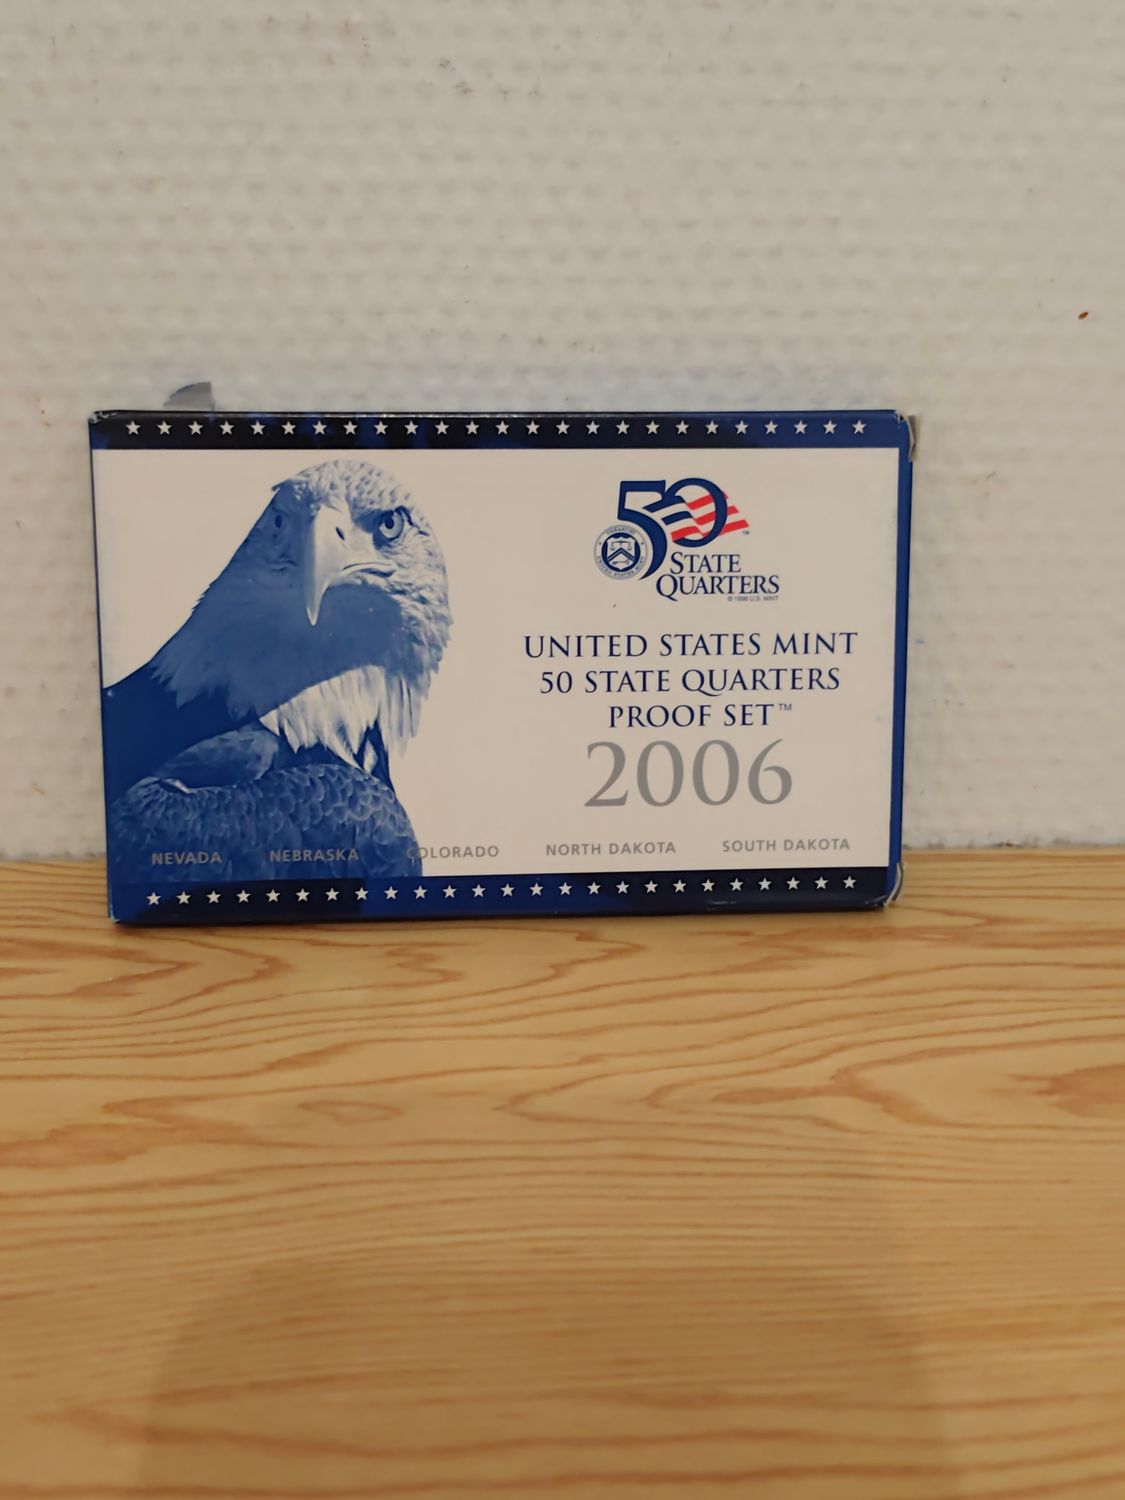 50
STATE
QUARTERS
UNITED STATES MINT
50 STATE QUARTERS
PROOF SET™
2006
NEVADA NEBRASKA COLORADO NORTH DAKOTA SOUTH DAKOTA